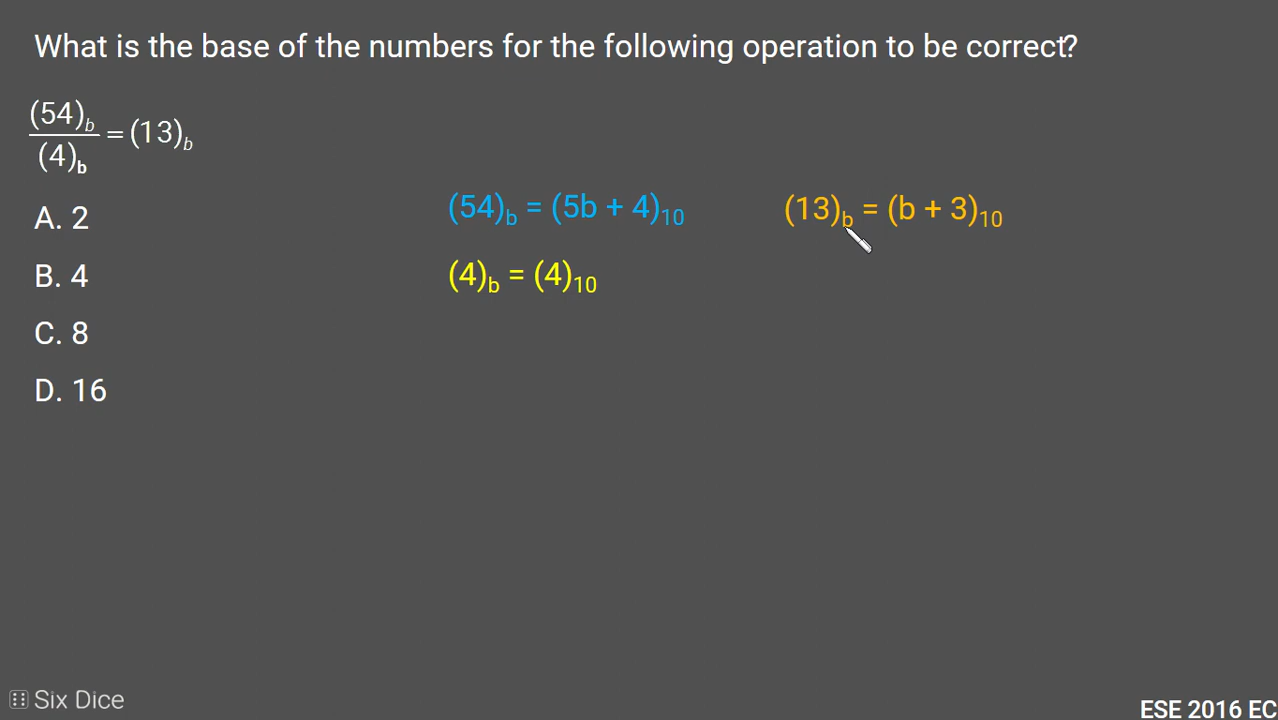 What is the base of the numbers for the following operation to be correct?
(54)b / (4)b = (13)b
A. 2
B. 4
C. 8
D. 16
(54)b = (5b + 4)10
(4)b = (4)10
(13)b = (b + 3)10
Six Dice
ESE 2016 EC